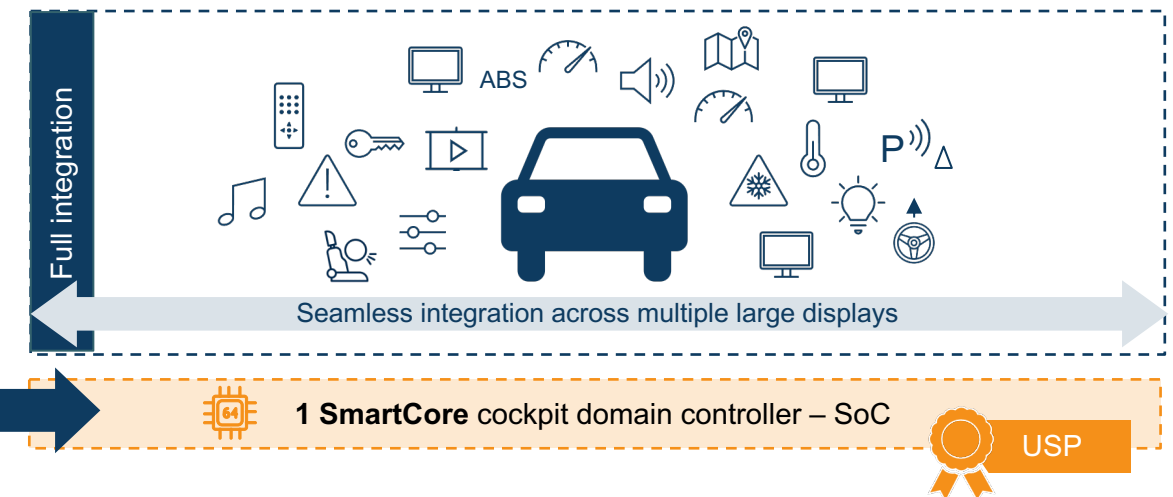 Full integration
ABS
P
Seamless integration across multiple large displays
64
1 SmartCore cockpit domain controller – SoC
USP